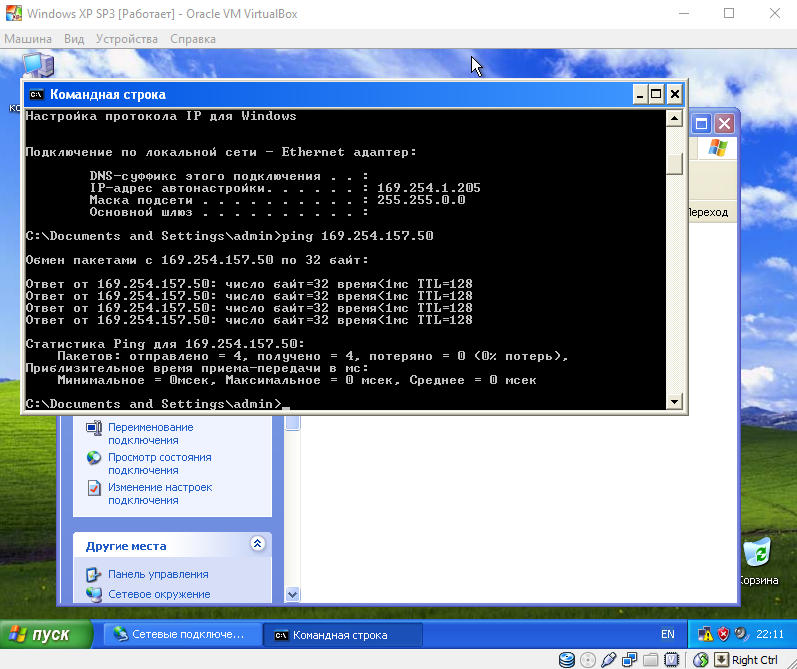 Windows XP SP3 [Работает] - Oracle VM VirtualBox
Машина Вид Устройства Справка
Командная строка
Настройка протокола IP для Windows
Подключение по локальной сети - Ethernet адаптер:
DNS-суффикс этого подключения . . :
IP-адрес автонастройки. . . . . . : 169.254.1.205
Маска подсети . . . . . . . . . . : 255.255.0.0
Основной шлюз . . . . . . . . . . :
C:\Documents and Settings\admin>ping 169.254.157.50
Обмен пакетами с 169.254.157.50 по 32 байт:
Ответ от 169.254.157.50: число байт=32 время<1мс TTL=128
Ответ от 169.254.157.50: число байт=32 время<1мс TTL=128
Ответ от 169.254.157.50: число байт=32 время<1мс TTL=128
Ответ от 169.254.157.50: число байт=32 время<1мс TTL=128
Статистика Ping для 169.254.157.50:
Пакетов: отправлено = 4, получено = 4, потеряно = 0 (0% потерь),
Приблизительное время приема-передачи в мс:
Минимальное = 0мсек, Максимальное = 0 мсек, Среднее = 0 мсек
C:\Documents and Settings\admin>_
Переход
Переименование
подключения
Просмотр состояния
подключения
Изменение настроек
подключения
Другие места
Панель управления
Сетевое окружение
Корзина
пуск
Сетевые подключе...
Командная строка
EN
22:11
Right Ctrl